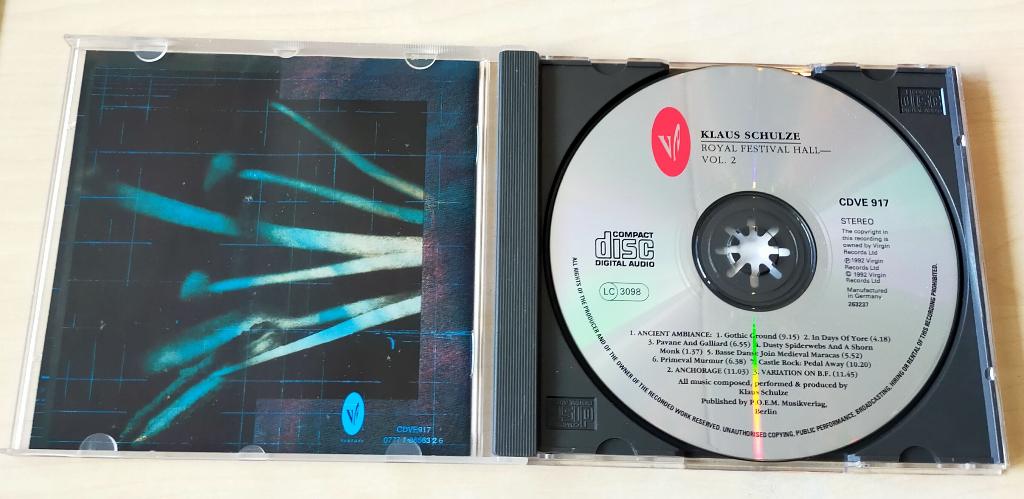 CDVE917
KLAUS SCHULZE
ROYAL FESTIVAL HALL—
VOL. 2
CDVE 917
STEREO
The copyright in
this recording is
owned by Virgin
Records Ltd
℗ 1992 Virgin
Records Ltd
© 1992 Virgin
Records Ltd
Manufactured
in Germany
263237
COMPACT
disc
DIGITAL AUDIO
LC 3098
1. ANCIENT AMBIANCE: 1. Gothic Ground (9.15) 2. In Days Of Yore (4.18)
3. Pavane And Galliard (6.55) 4. Dusty Spiderwebs And A Shorn
Monk (1.37) 5. Basse Danse Join Medieval Maracas (5.52)
6. Primeval Murmur (6.38) 7. Castle Rock: Pedal Away (10.20)
2. ANCHORAGE (11.03) 3. VARIATION ON B.F. (11.45)
All music composed, performed & produced by
Klaus Schulze
Published by P.O.E.M. Musikverlag,
Berlin
ALL RIGHTS OF THE PRODUCER AND OF THE OWNER OF THE RECORDED WORK RESERVED. UNAUTHORISED COPYING, PUBLIC PERFORMANCE, BROADCASTING, HIRING OR RENTAL OF THIS RECORDING PROHIBITED.